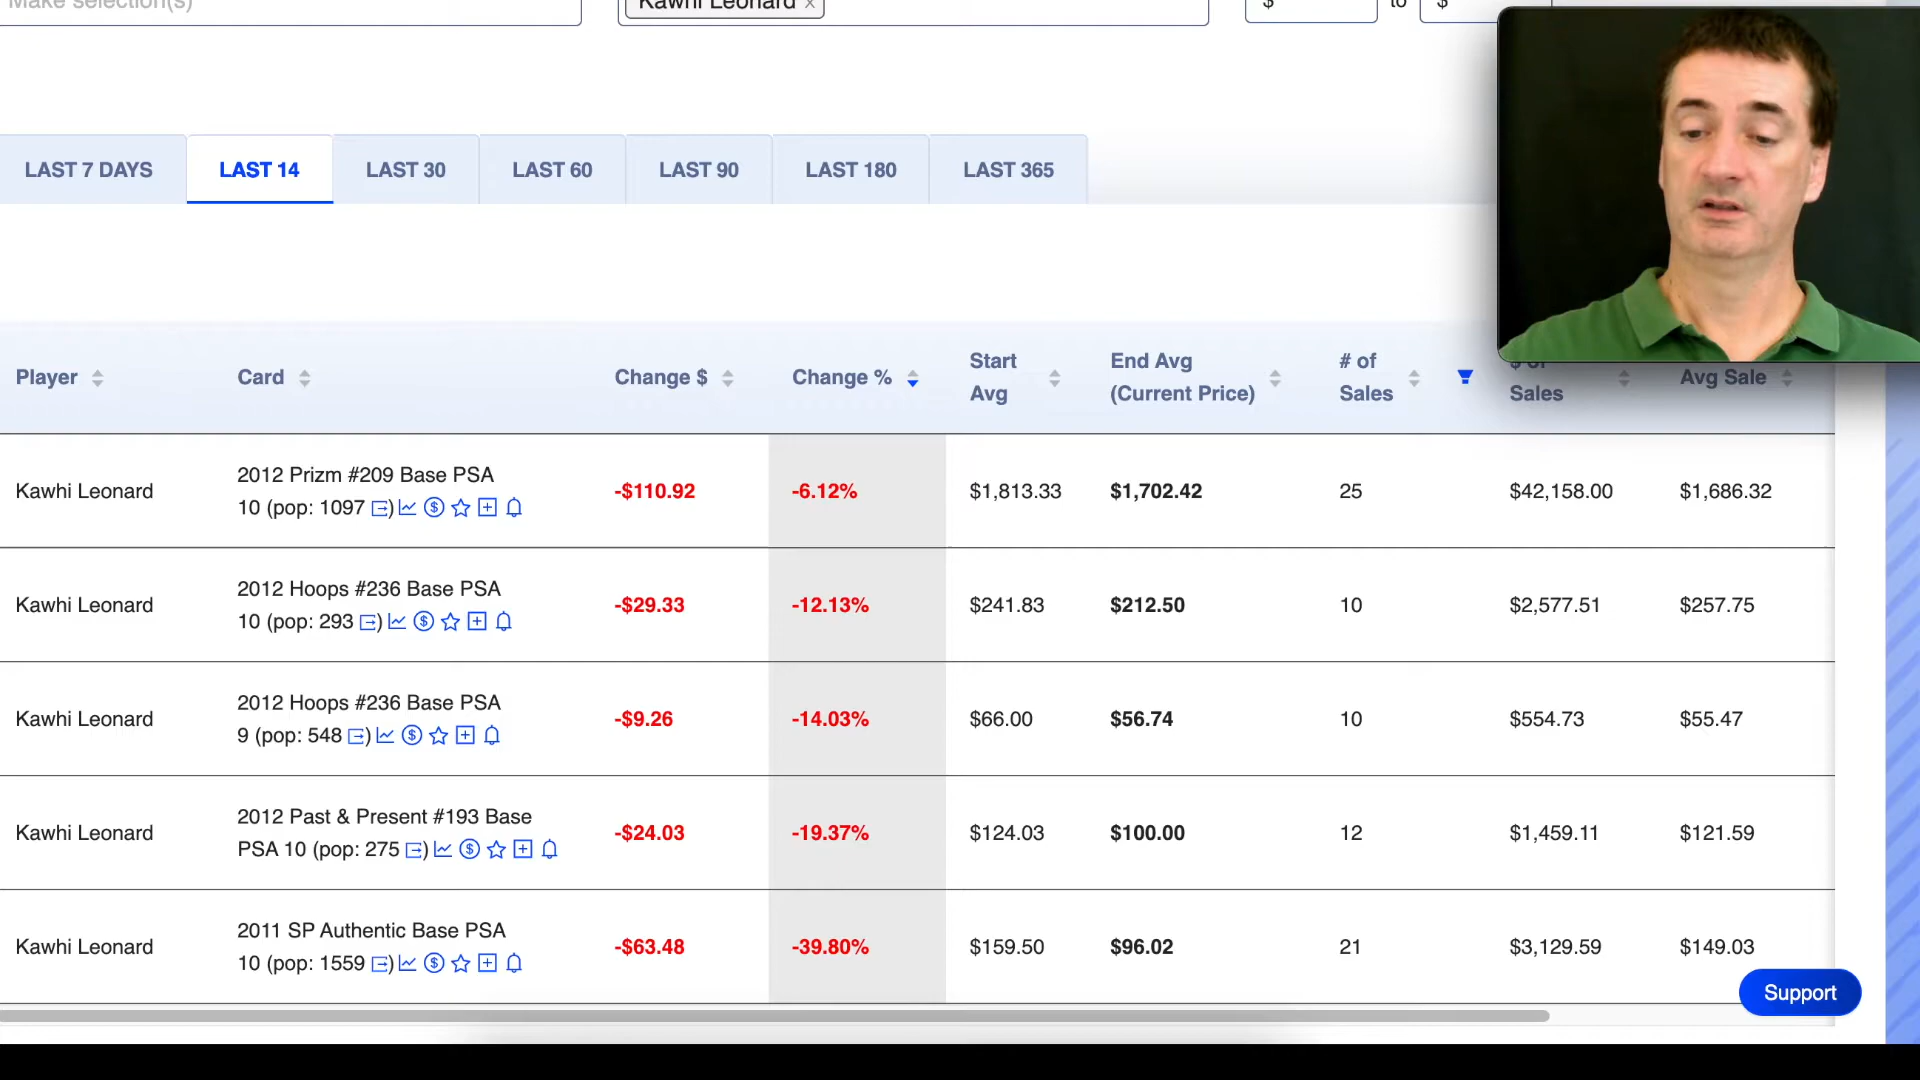 Make selection(s)
Kawhi Leonard x
$ to $
LAST 7 DAYS LAST 14 LAST 30 LAST 60 LAST 90 LAST 180 LAST 365
Player Card Change $ Change % Start Avg End Avg (Current Price) # of Sales $ of Sales Avg Sale
Kawhi Leonard 2012 Prizm #209 Base PSA -$110.92 -6.12% $1,813.33 $1,702.42 25 $42,158.00 $1,686.32
10 (pop: 1097 )
Kawhi Leonard 2012 Hoops #236 Base PSA -$29.33 -12.13% $241.83 $212.50 10 $2,577.51 $257.75
10 (pop: 293 )
Kawhi Leonard 2012 Hoops #236 Base PSA -$9.26 -14.03% $66.00 $56.74 10 $554.73 $55.47
9 (pop: 548 )
Kawhi Leonard 2012 Past & Present #193 Base -$24.03 -19.37% $124.03 $100.00 12 $1,459.11 $121.59
PSA 10 (pop: 275 )
Kawhi Leonard 2011 SP Authentic Base PSA -$63.48 -39.80% $159.50 $96.02 21 $3,129.59 $149.03
10 (pop: 1559 )
Support